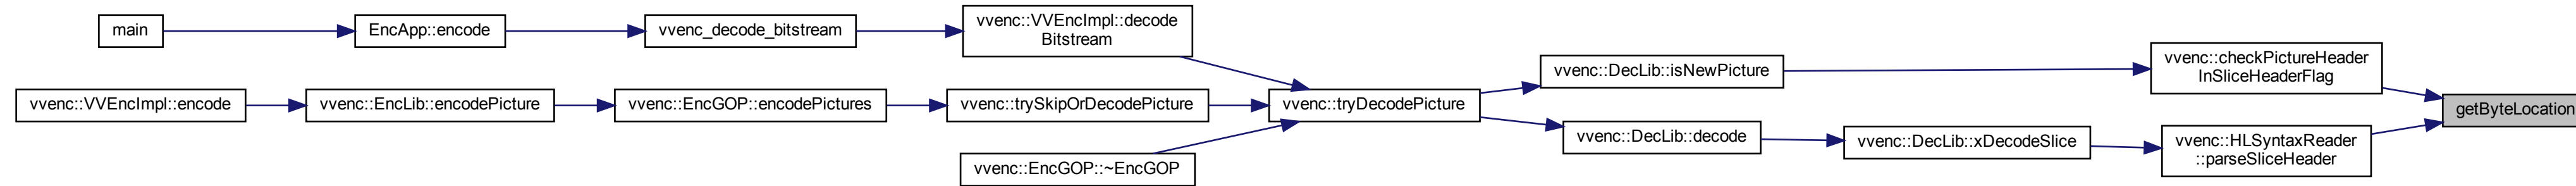 main
EncApp::encode
vvenc_decode_bitstream
vvenc::VVEncImpl::decode
Bitstream
vvenc::VVEncImpl::encode
vvenc::EncLib::encodePicture
vvenc::EncGOP::encodePictures
vvenc::trySkipOrDecodePicture
vvenc::EncGOP::~EncGOP
vvenc::tryDecodePicture
vvenc::DecLib::isNewPicture
vvenc::DecLib::decode
vvenc::DecLib::xDecodeSlice
vvenc::checkPictureHeader
InSliceHeaderFlag
vvenc::HLSyntaxReader
::parseSliceHeader
getByteLocation